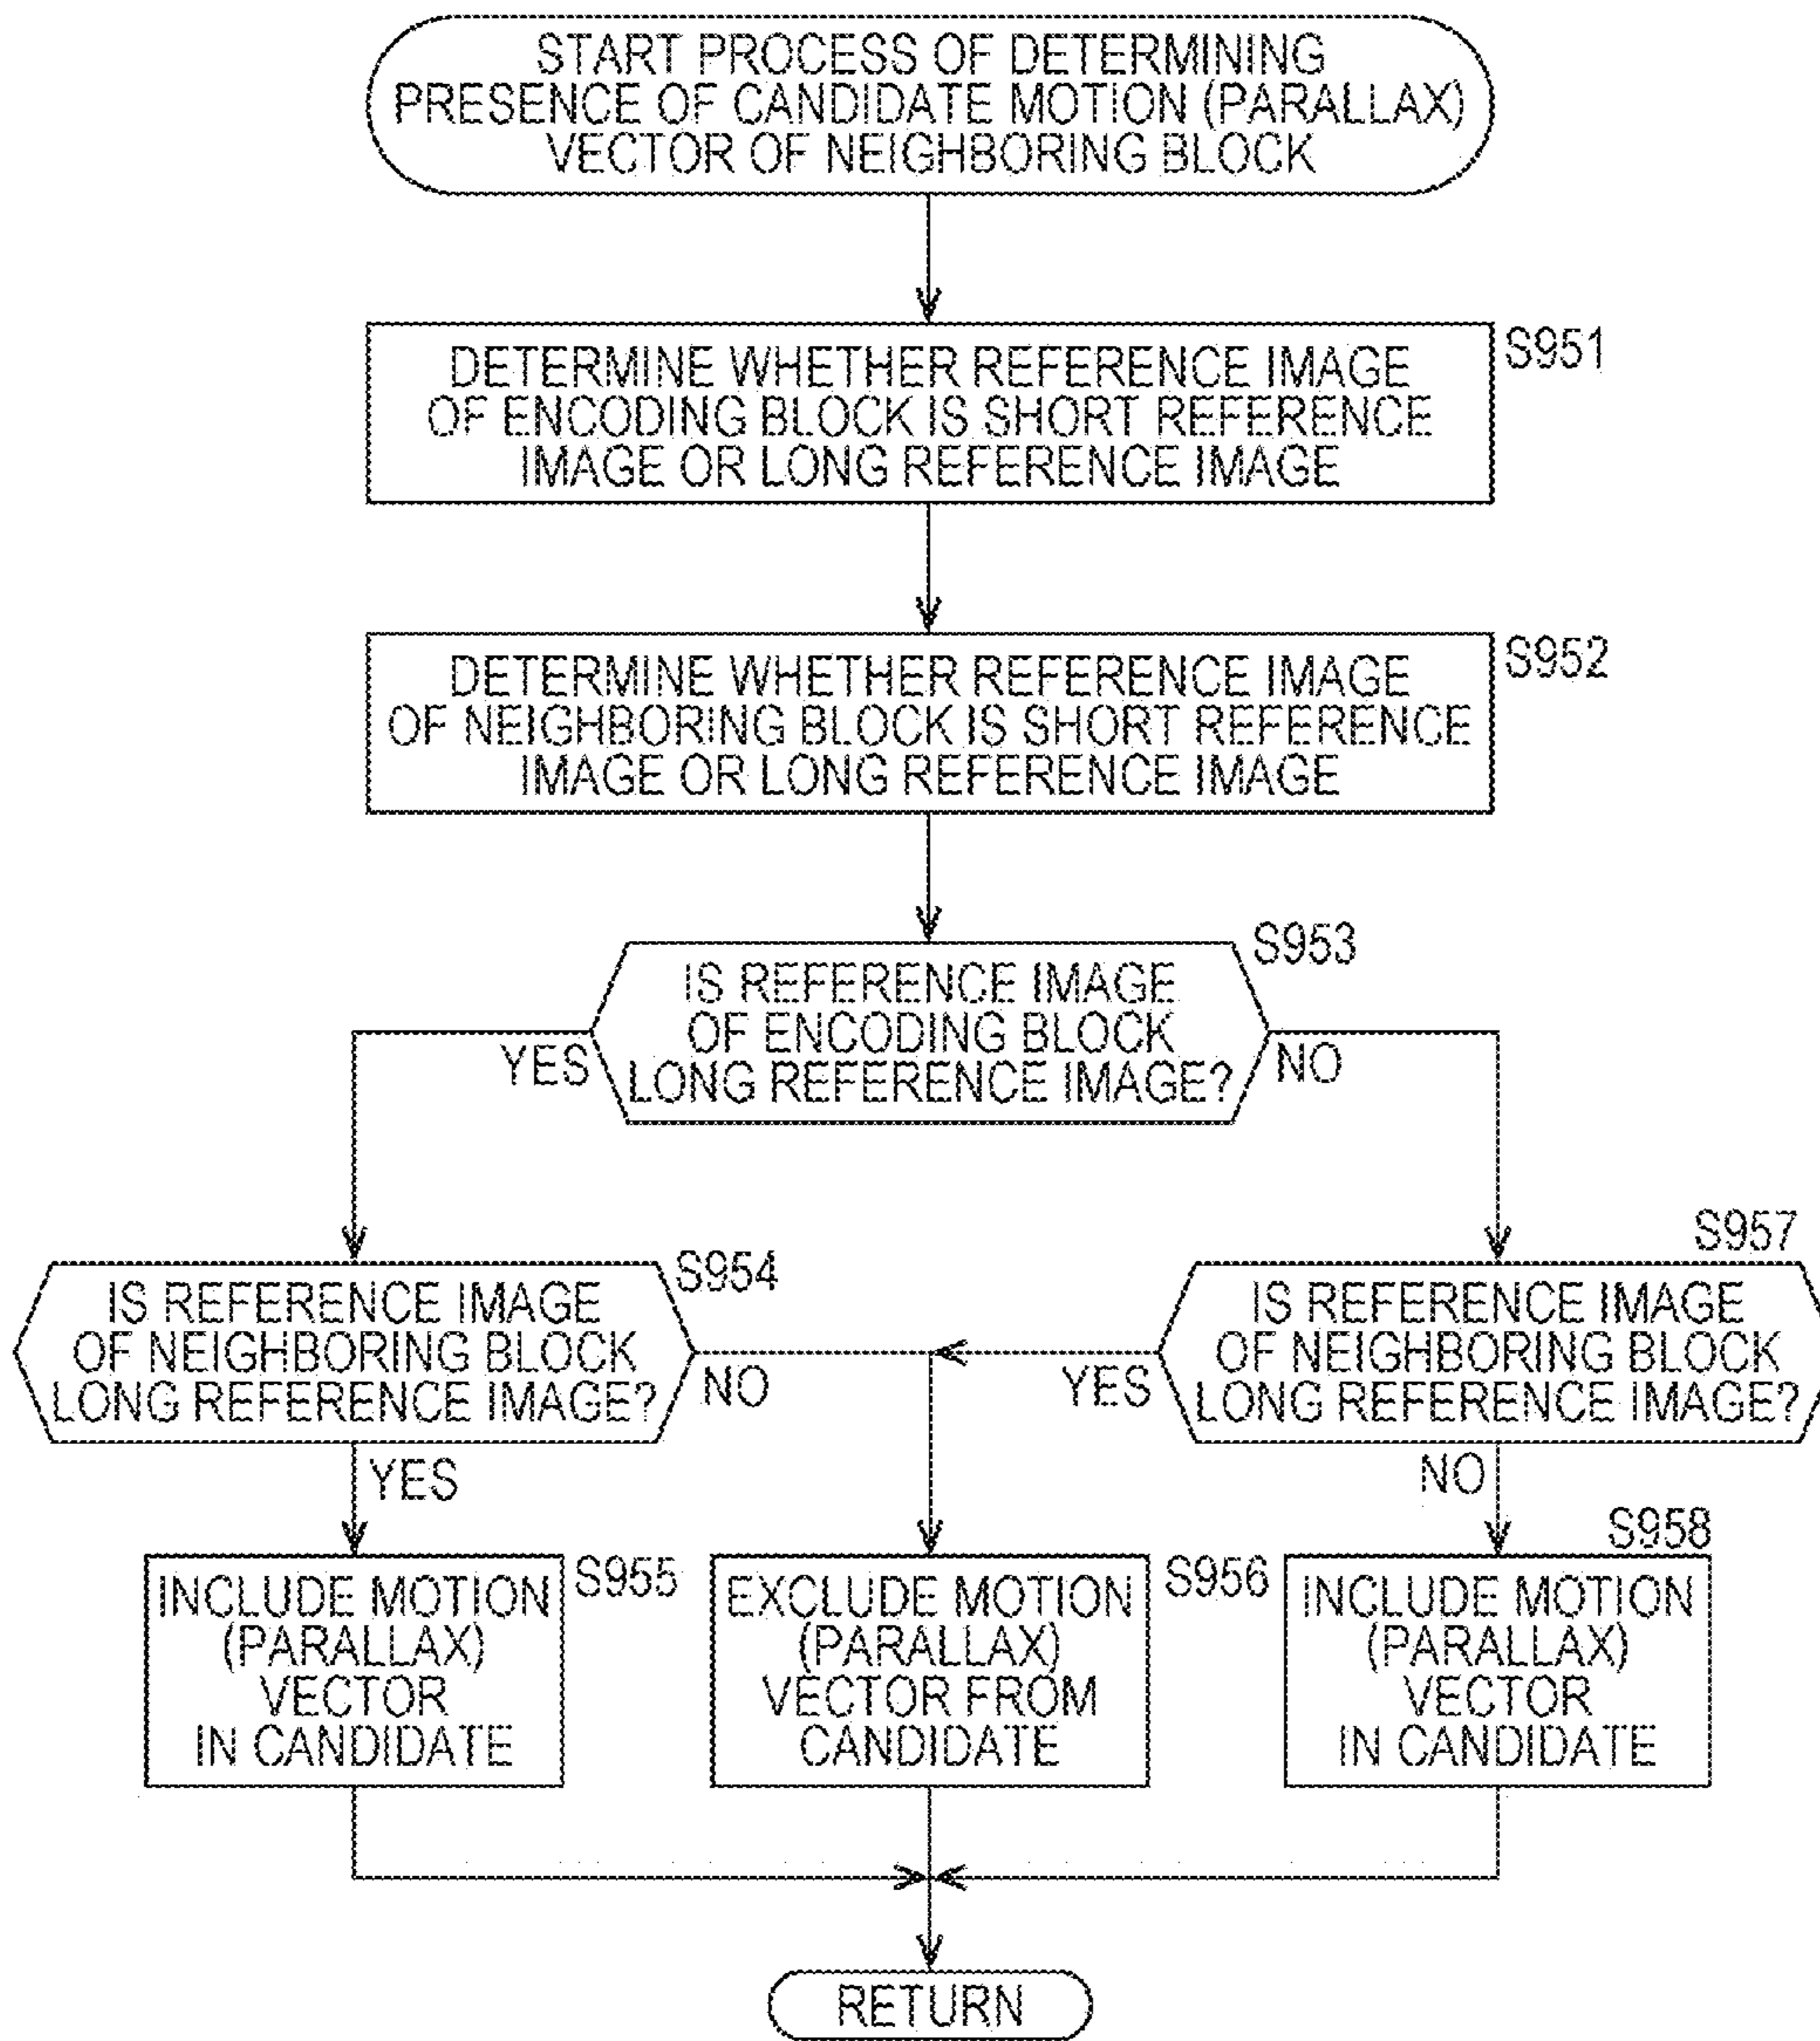 START PROCESS OF DETERMINING
PRESENCE OF CANDIDATE MOTION (PARALLAX)
VECTOR OF NEIGHBORING BLOCK
S951
DETERMINE WHETHER REFERENCE IMAGE
OF ENCODING BLOCK IS SHORT REFERENCE
IMAGE OR LONG REFERENCE IMAGE
S952
DETERMINE WHETHER REFERENCE IMAGE
OF NEIGHBORING BLOCK IS SHORT REFERENCE
IMAGE OR LONG REFERENCE IMAGE
S953
IS REFERENCE IMAGE
OF ENCODING BLOCK
LONG REFERENCE IMAGE?
YES
NO
S954
IS REFERENCE IMAGE
OF NEIGHBORING BLOCK
LONG REFERENCE IMAGE?
NO
YES
S957
IS REFERENCE IMAGE
OF NEIGHBORING BLOCK
LONG REFERENCE IMAGE?
YES
NO
S955
INCLUDE MOTION
(PARALLAX)
VECTOR
IN CANDIDATE
S956
EXCLUDE MOTION
(PARALLAX)
VECTOR FROM
CANDIDATE
S958
INCLUDE MOTION
(PARALLAX)
VECTOR
IN CANDIDATE
RETURN